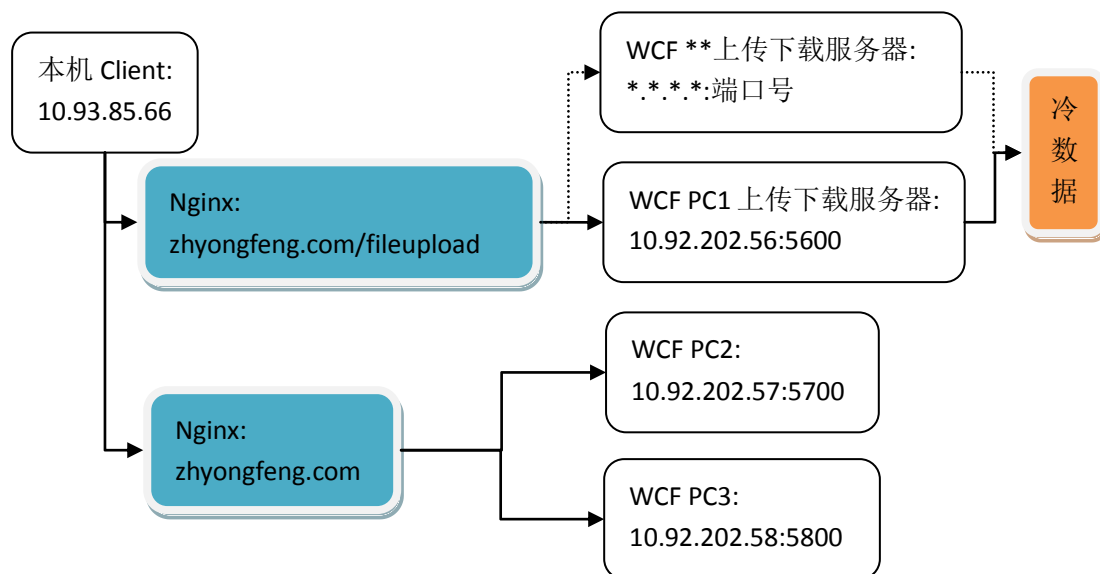 本机 Client:
10.93.85.66
WCF **上传下载服务器:
*.*.*.*:端口号
冷
数
据
Nginx:
zhyongfeng.com/fileupload
WCF PC1 上传下载服务器:
10.92.202.56:5600
WCF PC2:
10.92.202.57:5700
Nginx:
zhyongfeng.com
WCF PC3:
10.92.202.58:5800